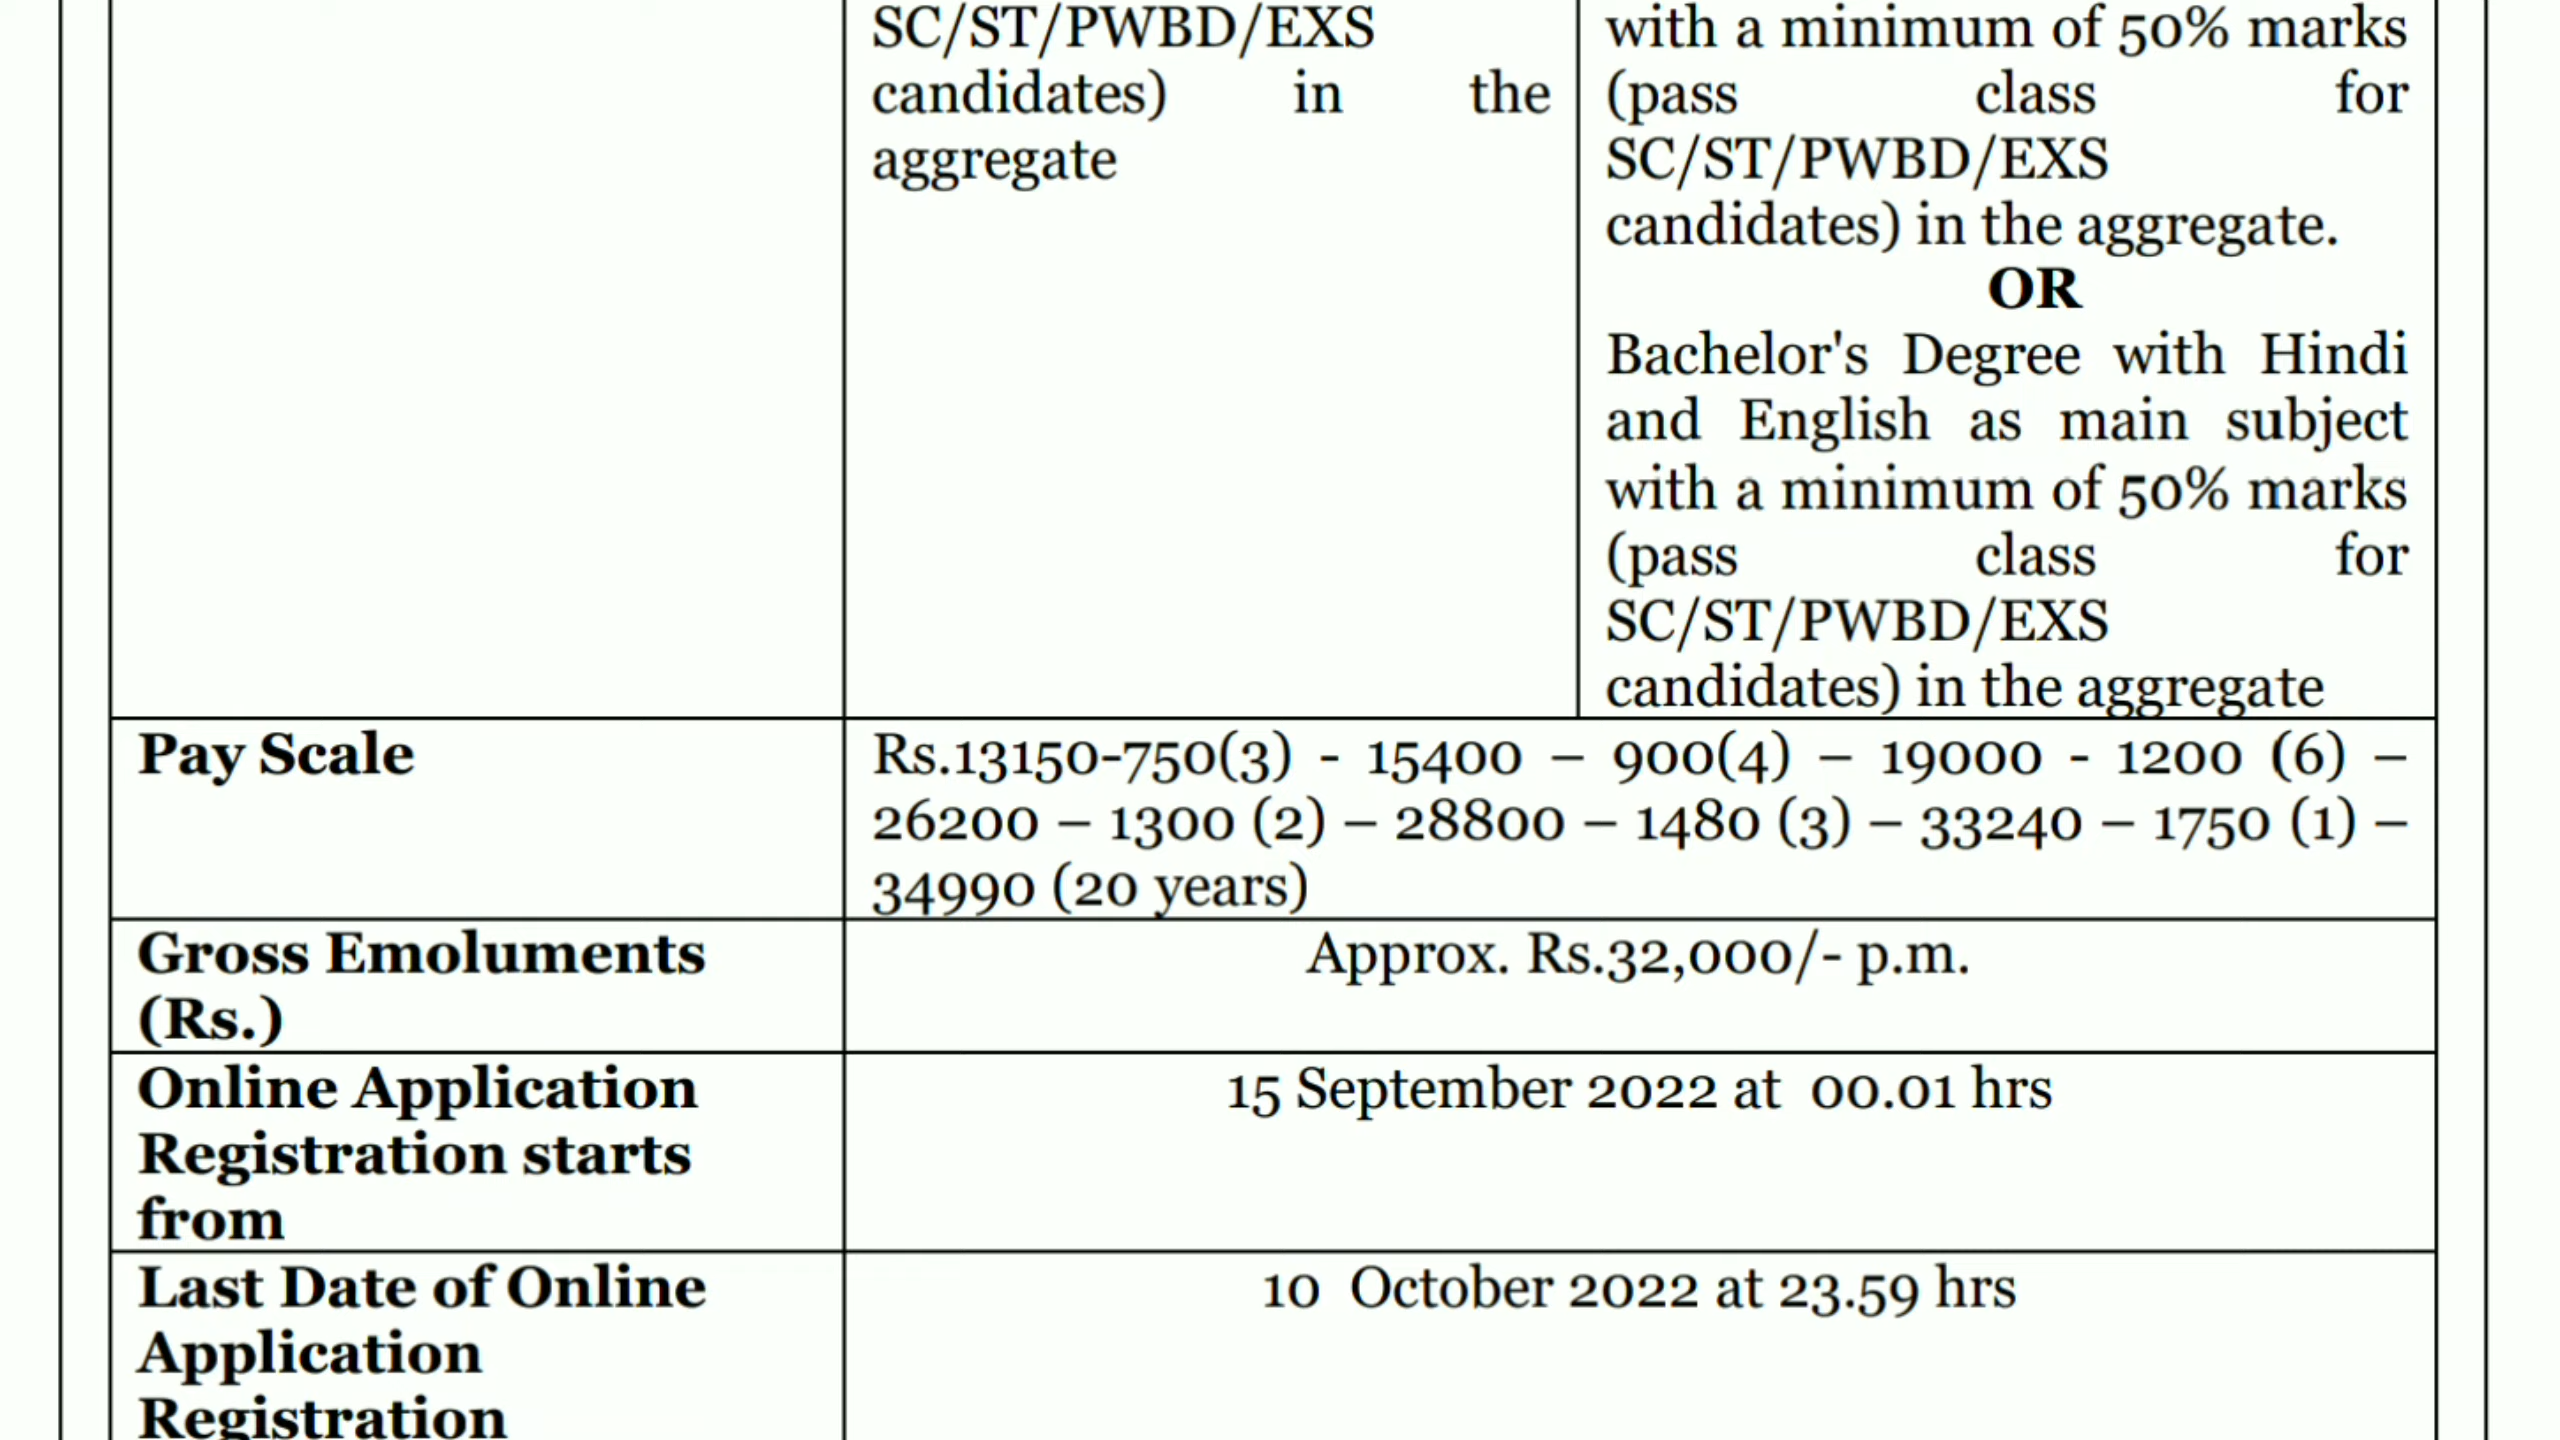 SC/ST/PWBD/EXS
candidates) in the
aggregate
with a minimum of 50% marks
(pass class for
SC/ST/PWBD/EXS
candidates) in the aggregate.
OR
Bachelor's Degree with Hindi
and English as main subject
with a minimum of 50% marks
(pass class for
SC/ST/PWBD/EXS
candidates) in the aggregate
Pay Scale
Rs.13150-750(3) - 15400 – 900(4) – 19000 - 1200 (6) –
26200 – 1300 (2) – 28800 – 1480 (3) – 33240 – 1750 (1) –
34990 (20 years)
Gross Emoluments
(Rs.)
Approx. Rs.32,000/- p.m.
Online Application
Registration starts
from
15 September 2022 at 00.01 hrs
Last Date of Online
Application
Registration
10 October 2022 at 23.59 hrs